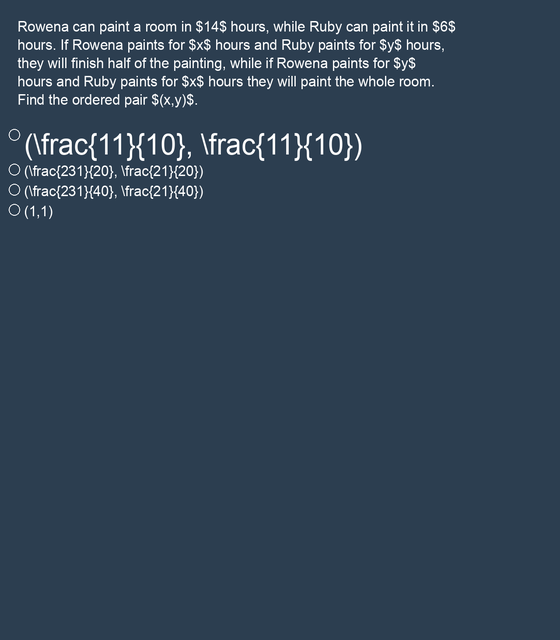 Rowena can paint a room in $14$ hours, while Ruby can paint it in $6$
hours. If Rowena paints for $x$ hours and Ruby paints for $y$ hours,
they will finish half of the painting, while if Rowena paints for $y$
hours and Ruby paints for $x$ hours they will paint the whole room.
Find the ordered pair $(x,y)$.
(\frac{11}{10}, \frac{11}{10})
(\frac{231}{20}, \frac{21}{20})
(\frac{231}{40}, \frac{21}{40})
(1,1)